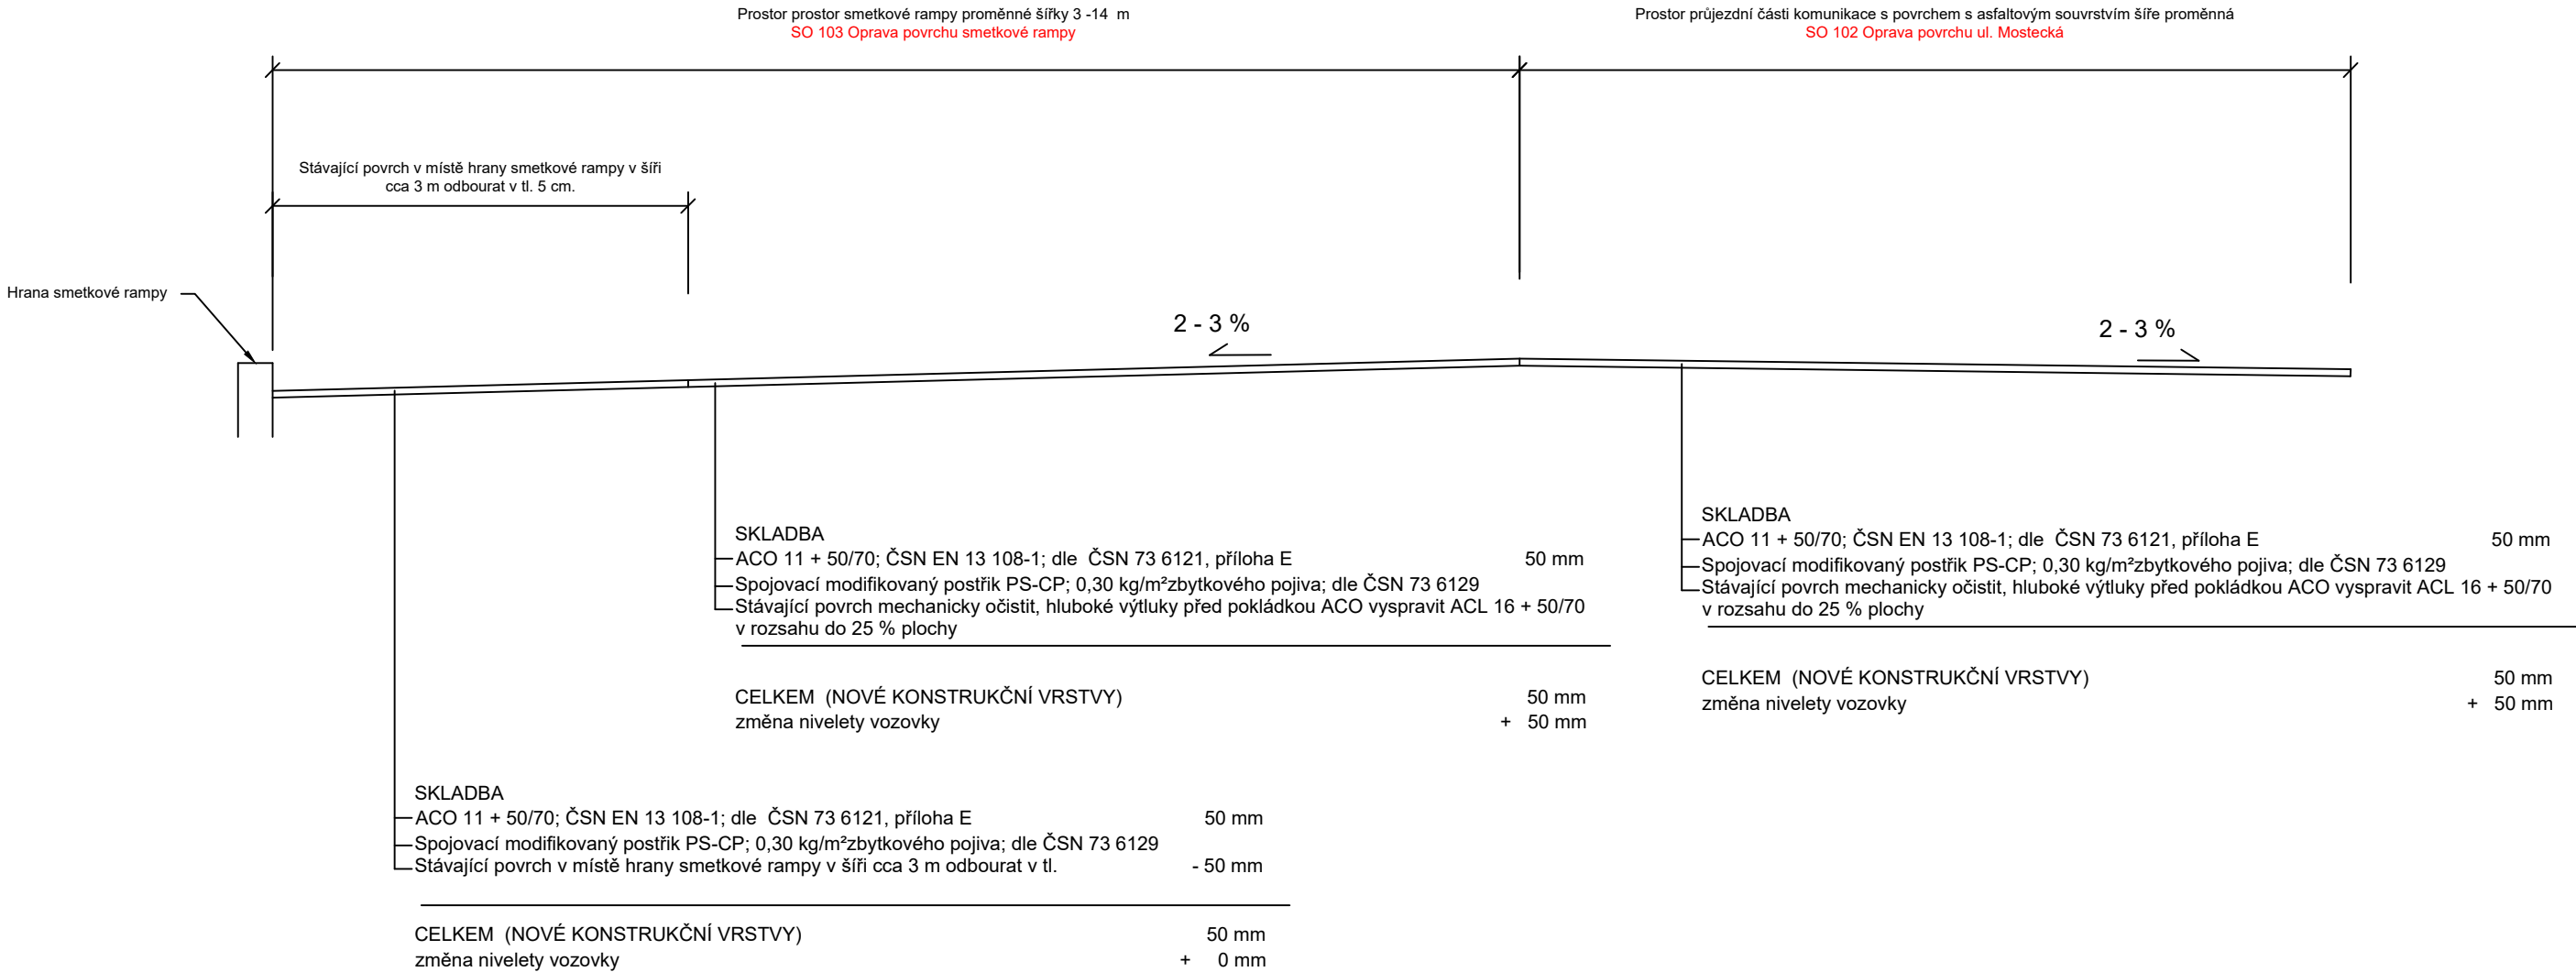 Prostor prostor smetkové rampy proměnné šířky 3 -14  m
SO 103 Oprava povrchu smetkové rampy
Prostor průjezdní části komunikace s povrchem s asfaltovým souvrstvím šíře proměnná
SO 102 Oprava povrchu ul. Mostecká
Stávající povrch v místě hrany smetkové rampy v šíři
cca 3 m odbourat v tl. 5 cm.
Hrana smetkové rampy
2 - 3 %
2 - 3 %
SKLADBA
ACO 11 + 50/70; ČSN EN 13 108-1; dle  ČSN 73 6121, příloha E 50 mm
Spojovací modifikovaný postřik PS-CP; 0,30 kg/m²zbytkového pojiva; dle ČSN 73 6129
Stávající povrch mechanicky očistit, hluboké výtluky před pokládkou ACO vyspravit ACL 16 + 50/70
v rozsahu do 25 % plochy
CELKEM  (NOVÉ KONSTRUKČNÍ VRSTVY) 50 mm
změna nivelety vozovky + 50 mm
SKLADBA
ACO 11 + 50/70; ČSN EN 13 108-1; dle  ČSN 73 6121, příloha E 50 mm
Spojovací modifikovaný postřik PS-CP; 0,30 kg/m²zbytkového pojiva; dle ČSN 73 6129
Stávající povrch mechanicky očistit, hluboké výtluky před pokládkou ACO vyspravit ACL 16 + 50/70
v rozsahu do 25 % plochy
CELKEM  (NOVÉ KONSTRUKČNÍ VRSTVY) 50 mm
změna nivelety vozovky + 50 mm
SKLADBA
ACO 11 + 50/70; ČSN EN 13 108-1; dle  ČSN 73 6121, příloha E 50 mm
Spojovací modifikovaný postřik PS-CP; 0,30 kg/m²zbytkového pojiva; dle ČSN 73 6129
Stávající povrch v místě hrany smetkové rampy v šíři cca 3 m odbourat v tl. - 50 mm
CELKEM  (NOVÉ KONSTRUKČNÍ VRSTVY) 50 mm
změna nivelety vozovky + 0 mm